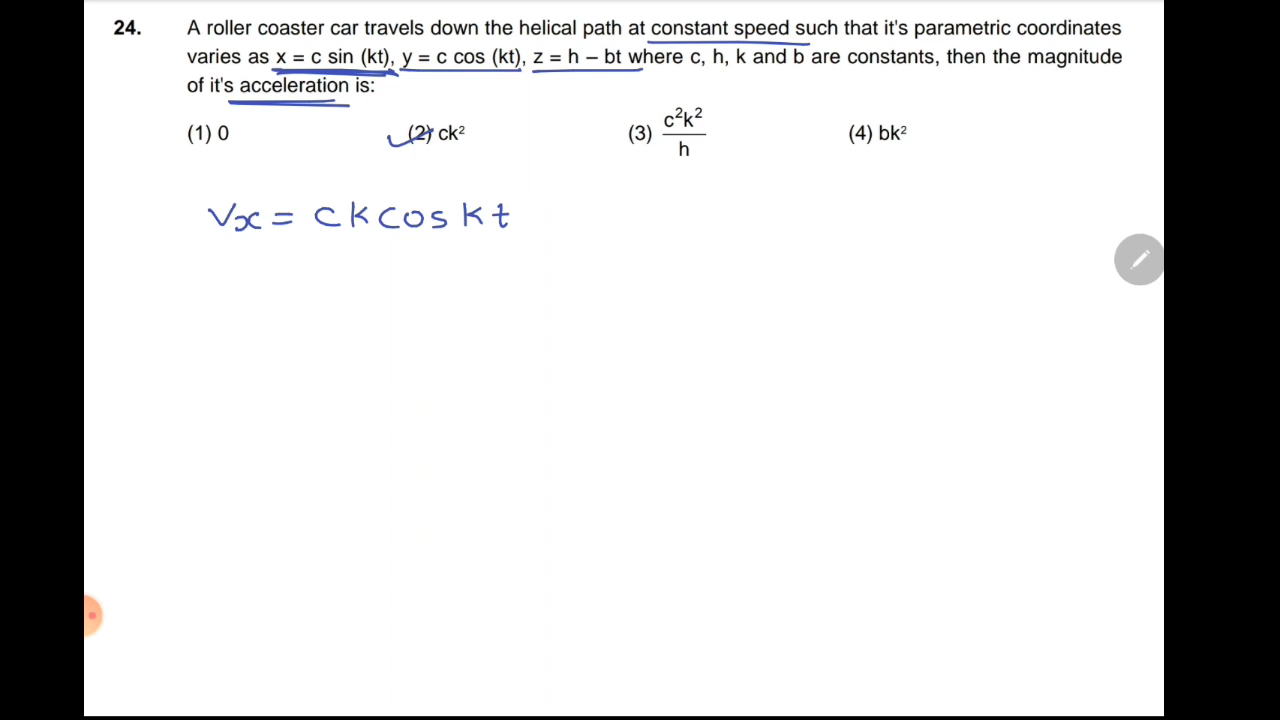 24. A roller coaster car travels down the helical path at constant speed such that it's parametric coordinates
varies as x = c sin (kt), y = c cos (kt), z = h – bt where c, h, k and b are constants, then the magnitude
of it's acceleration is:
(1) 0 (2) ck² (3) c²k²/h (4) bk²
Vx = ck cos kt